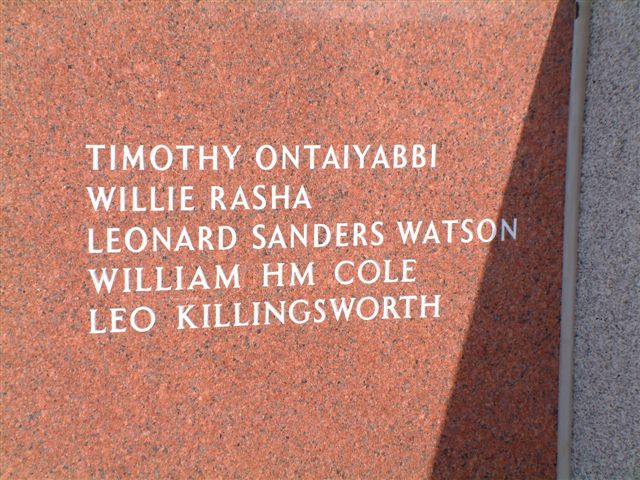 TIMOTHY ONTAIYABBI
WILLIE RASHA
LEONARD SANDERS WATSON
WILLIAM HM COLE
LEO KILLINGSWORTH